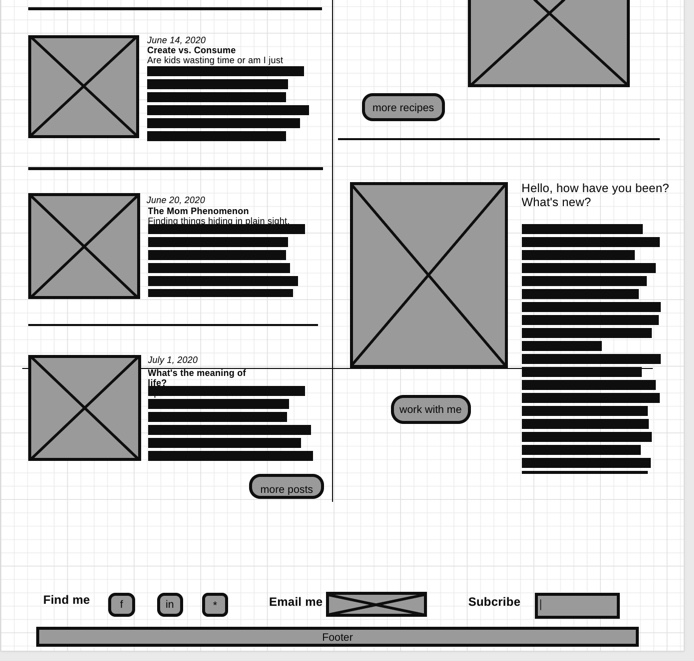 June 14, 2020
Create vs. Consume
Are kids wasting time or am I just
June 20, 2020
The Mom Phenomenon
Finding things hiding in plain sight.
July 1, 2020
What's the meaning of
life?
more posts
more recipes
Hello, how have you been?
What's new?
work with me
Find me
f
in
*
Email me
Subcribe
|
Footer